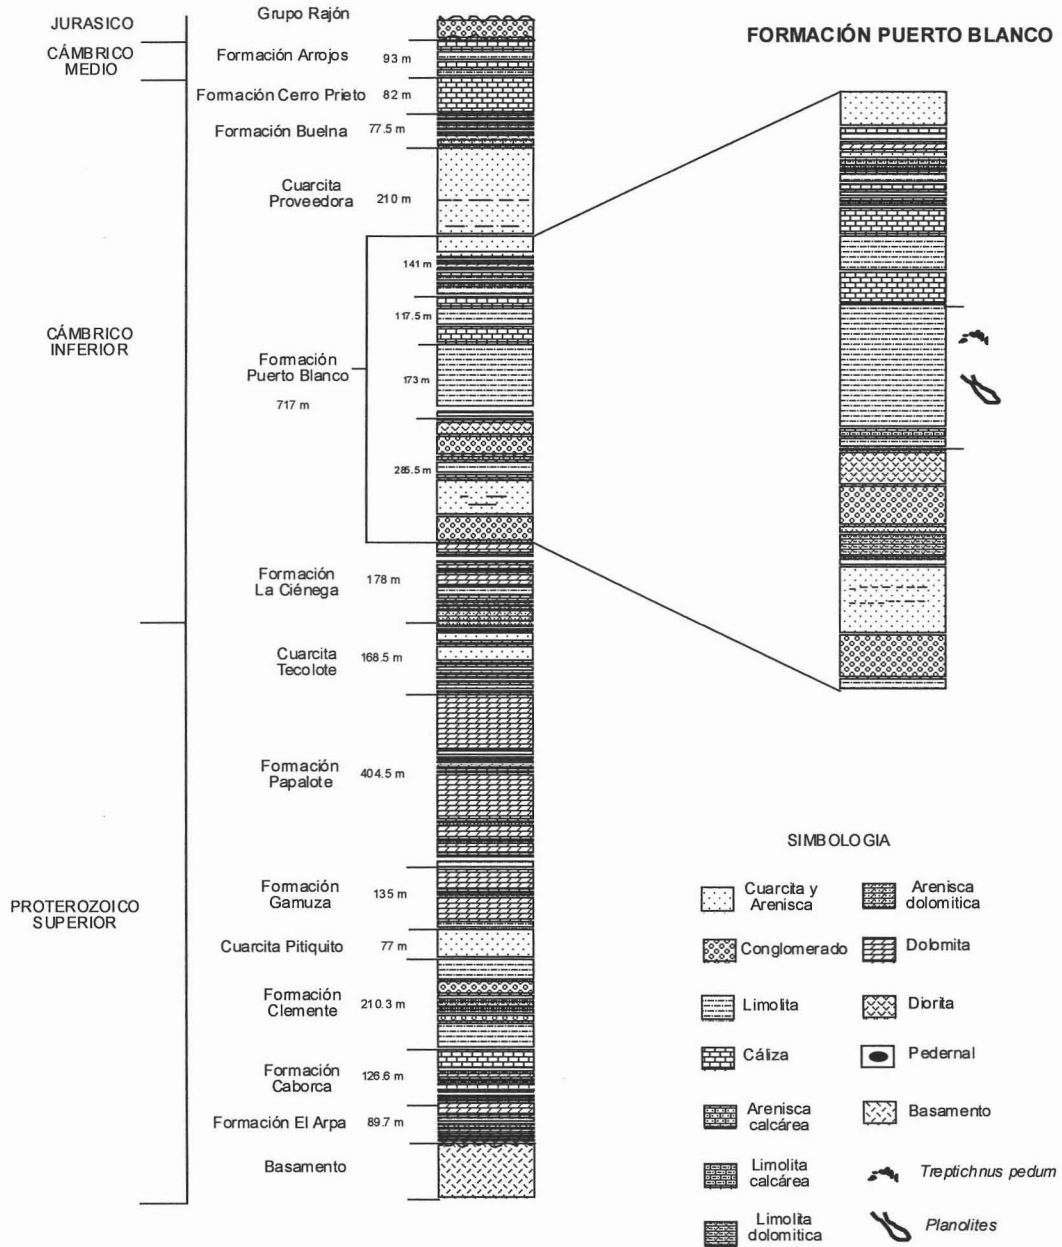 JURASICO
CÁMBRICO
MEDIO
CÁMBRICO
INFERIOR
PROTEROZOICO
SUPERIOR
Grupo Rajón
Formación Arrojos 93 m
Formación Cerro Prieto 82 m
Formación Buelna 77.5 m
Cuarcita
Proveedora 210 m
141 m
117.5 m
Formación
Puerto Blanco 173 m
717 m
285.5 m
Formación
La Ciénega 178 m
Cuarcita
Tecolote 168.5 m
Formación
Papalote 404.5 m
Formación
Gamuza 135 m
Cuarcita Pitiquito 77 m
Formación
Clemente 210.3 m
Formación
Caborca 126.6 m
Formación El Arpa 89.7 m
Basamento
FORMACIÓN PUERTO BLANCO
SIMBOLOGIA
Cuarcita y
Arenisca
Conglomerado
Limolita
Cáliza
Arenisca
calcárea
Limolita
calcárea
Limolita
dolomitica
Arenisca
dolomitica
Dolomita
Diorita
Pedernal
Basamento
Treptichnus pedum
Planolites